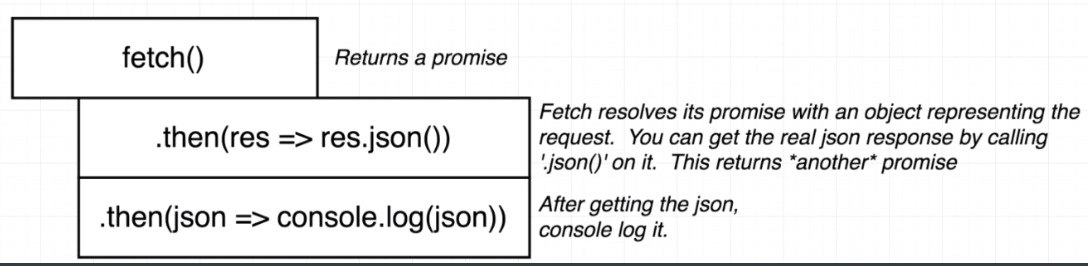 fetch()
Returns a promise
.then(res => res.json())
Fetch resolves its promise with an object representing the
request.  You can get the real json response by calling
'.json()' on it.  This returns *another* promise
.then(json => console.log(json))
After getting the json,
console log it.